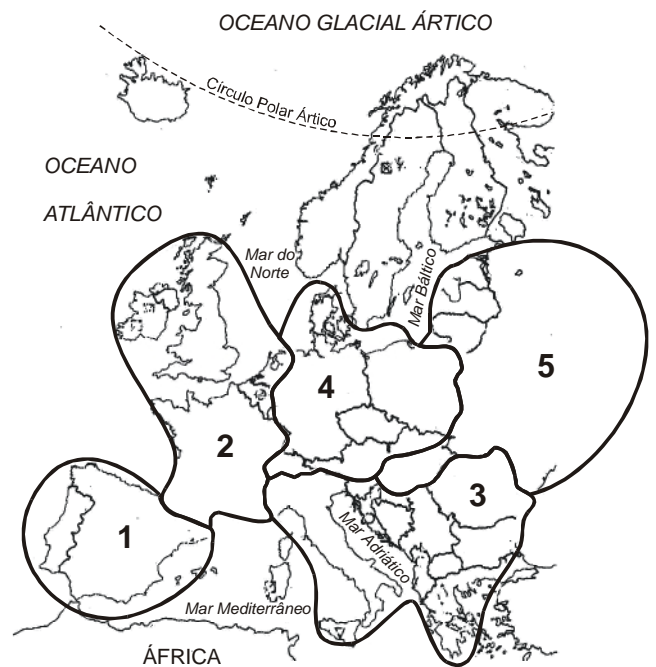 OCEANO GLACIAL ÁRTICO
Círculo Polar Ártico
OCEANO
ATLÂNTICO
Mar do
Norte
Mar Báltico
5
4
2
3
1
Mar Adriático
Mar Mediterrâneo
ÁFRICA